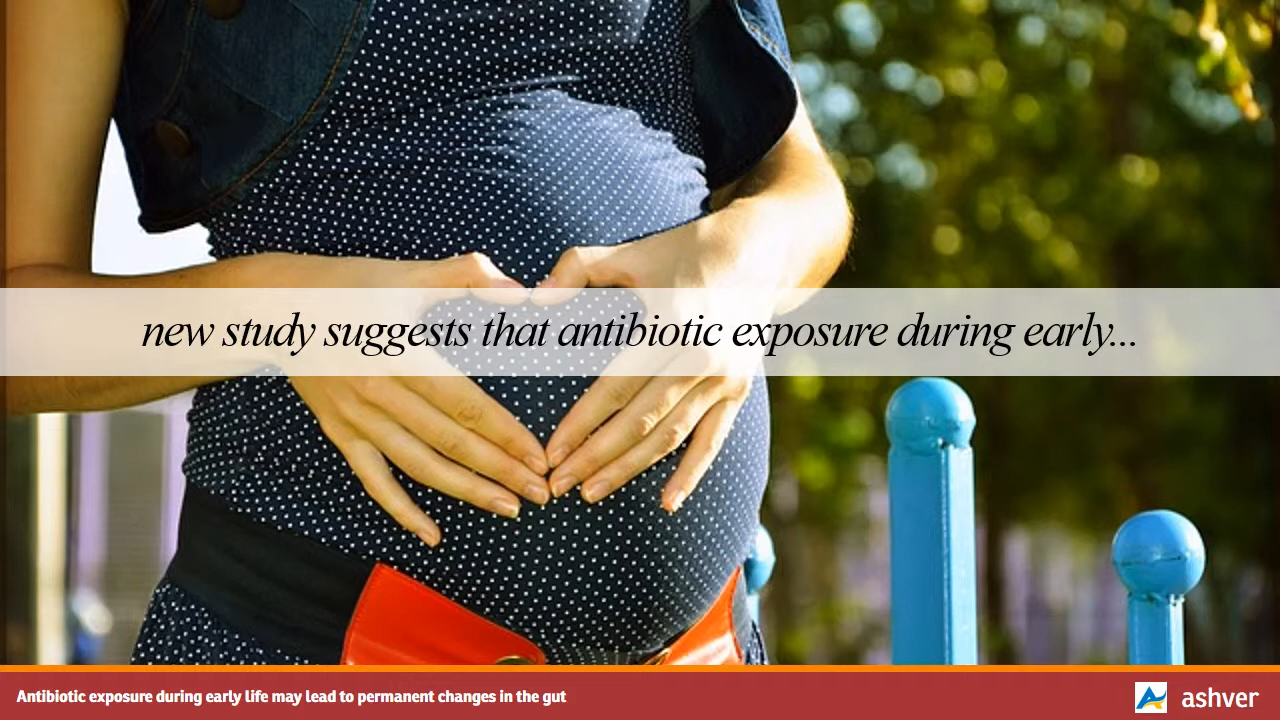 new study suggests that antibiotic exposure during early...
Antibiotic exposure during early life may lead to permanent changes in the gut
ashver